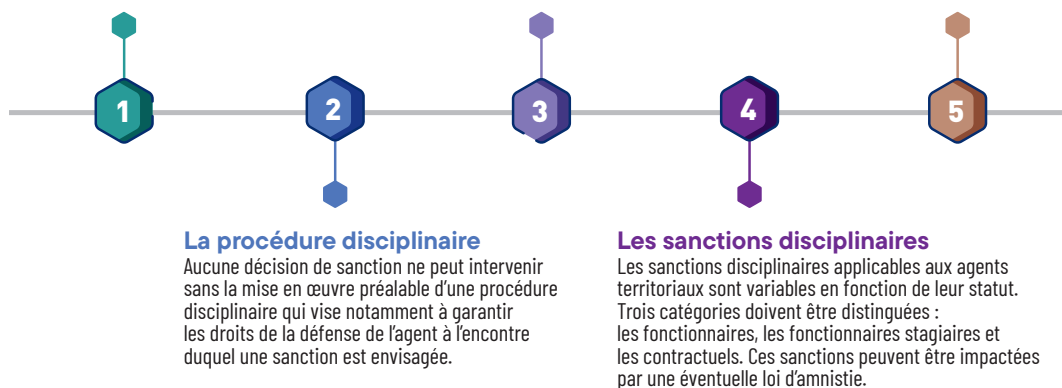 1
2
3
4
5
La procédure disciplinaire
Aucune décision de sanction ne peut intervenir
sans la mise en œuvre préalable d’une procédure
disciplinaire qui vise notamment à garantir
les droits de la défense de l’agent à l’encontre
duquel une sanction est envisagée.
Les sanctions disciplinaires
Les sanctions disciplinaires applicables aux agents
territoriaux sont variables en fonction de leur statut.
Trois catégories doivent être distinguées :
les fonctionnaires, les fonctionnaires stagiaires et
les contractuels. Ces sanctions peuvent être impactées
par une éventuelle loi d’amnistie.